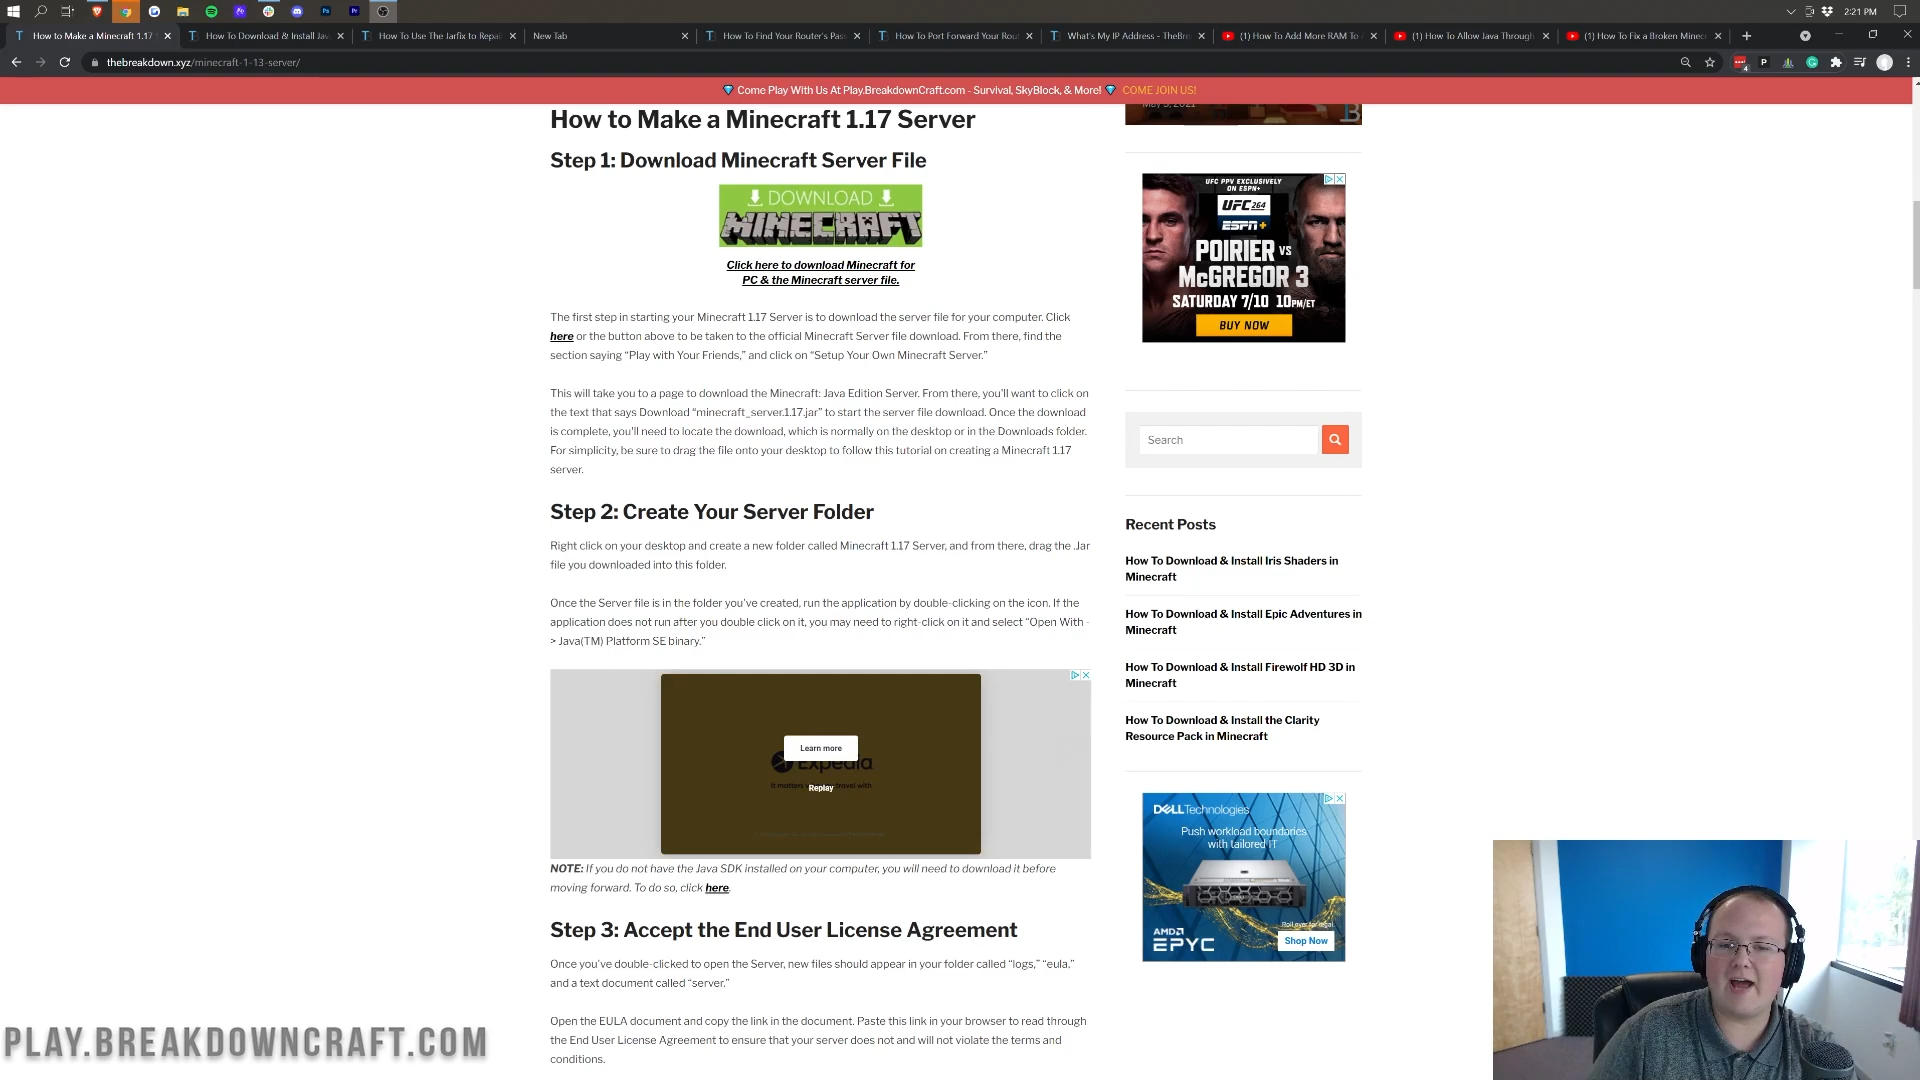 2:21 PM
How to Make a Minecraft 1.17
How To Download & Install Jav
How To Use The Jarfix to Repai
New Tab
How To Find Your Router's Pass
How To Port Forward Your Rout
What's My IP Address - TheBre
(1) How To Add More RAM To
(1) How To Allow Java Through
(1) How To Fix a Broken Minec
thebreakdown.xyz/minecraft-1-13-server/
Come Play With Us At Play.BreakdownCraft.com - Survival, SkyBlock, & More! COME JOIN US!
How to Make a Minecraft 1.17 Server
Step 1: Download Minecraft Server File
DOWNLOAD
MINECRAFT
Click here to download Minecraft for
PC & the Minecraft server file.
The first step in starting your Minecraft 1.17 Server is to download the server file for your computer. Click
here or the button above to be taken to the official Minecraft Server file download. From there, find the
section saying “Play with Your Friends,” and click on “Setup Your Own Minecraft Server.”
This will take you to a page to download the Minecraft: Java Edition Server. From there, you'll want to click on
the text that says Download “minecraft_server.1.17.jar” to start the server file download. Once the download
is complete, you'll need to locate the download, which is normally on the desktop or in the Downloads folder.
For simplicity, be sure to drag the file onto your desktop to follow this tutorial on creating a Minecraft 1.17
server.
Step 2: Create Your Server Folder
Right click on your desktop and create a new folder called Minecraft 1.17 Server, and from there, drag the .Jar
file you downloaded into this folder.
Once the Server file is in the folder you've created, run the application by double-clicking on the icon. If the
application does not run after you double click on it, you may need to right-click on it and select “Open With -
> Java(TM) Platform SE binary.”
Learn more
Expedia
It matters travel with
Replay
NOTE: If you do not have the Java SDK installed on your computer, you will need to download it before
moving forward. To do so, click here.
Step 3: Accept the End User License Agreement
Once you've double-clicked to open the Server, new files should appear in your folder called “logs,” “eula,”
and a text document called “server.”
Open the EULA document and copy the link in the document. Paste this link in your browser to read through
the End User License Agreement to ensure that your server does not and will not violate the terms and
conditions.
May 5, 2021
UFC PPV EXCLUSIVELY
ON ESPN+
UFC 264
ESPN+
POIRIER VS
McGREGOR 3
SATURDAY 7/10 10PM/ET
BUY NOW
Search
Recent Posts
How To Download & Install Iris Shaders in
Minecraft
How To Download & Install Epic Adventures in
Minecraft
How To Download & Install Firewolf HD 3D in
Minecraft
How To Download & Install the Clarity
Resource Pack in Minecraft
DELLTechnologies
Push workload boundaries
with tailored IT
Roll over for legal
AMD
EPYC
Shop Now
PLAY.BREAKDOWNCRAFT.COM